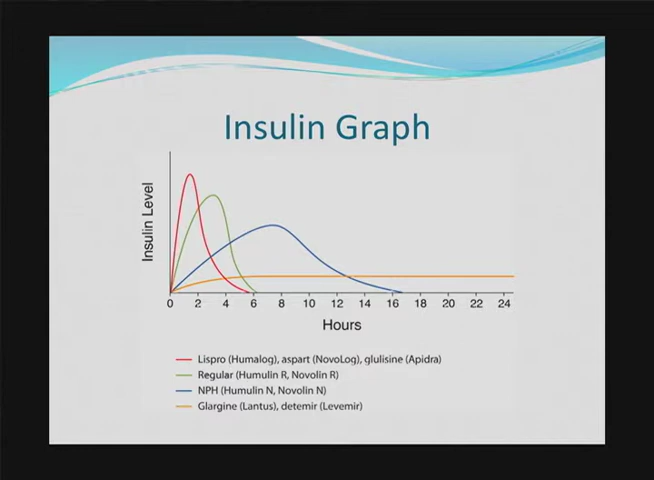 Insulin Graph
Insulin Level
0 2 4 6 8 10 12 14 16 18 20 22 24
Hours
Lispro (Humalog), aspart (NovoLog), glulisine (Apidra)
Regular (Humulin R, Novolin R)
NPH (Humulin N, Novolin N)
Glargine (Lantus), detemir (Levemir)